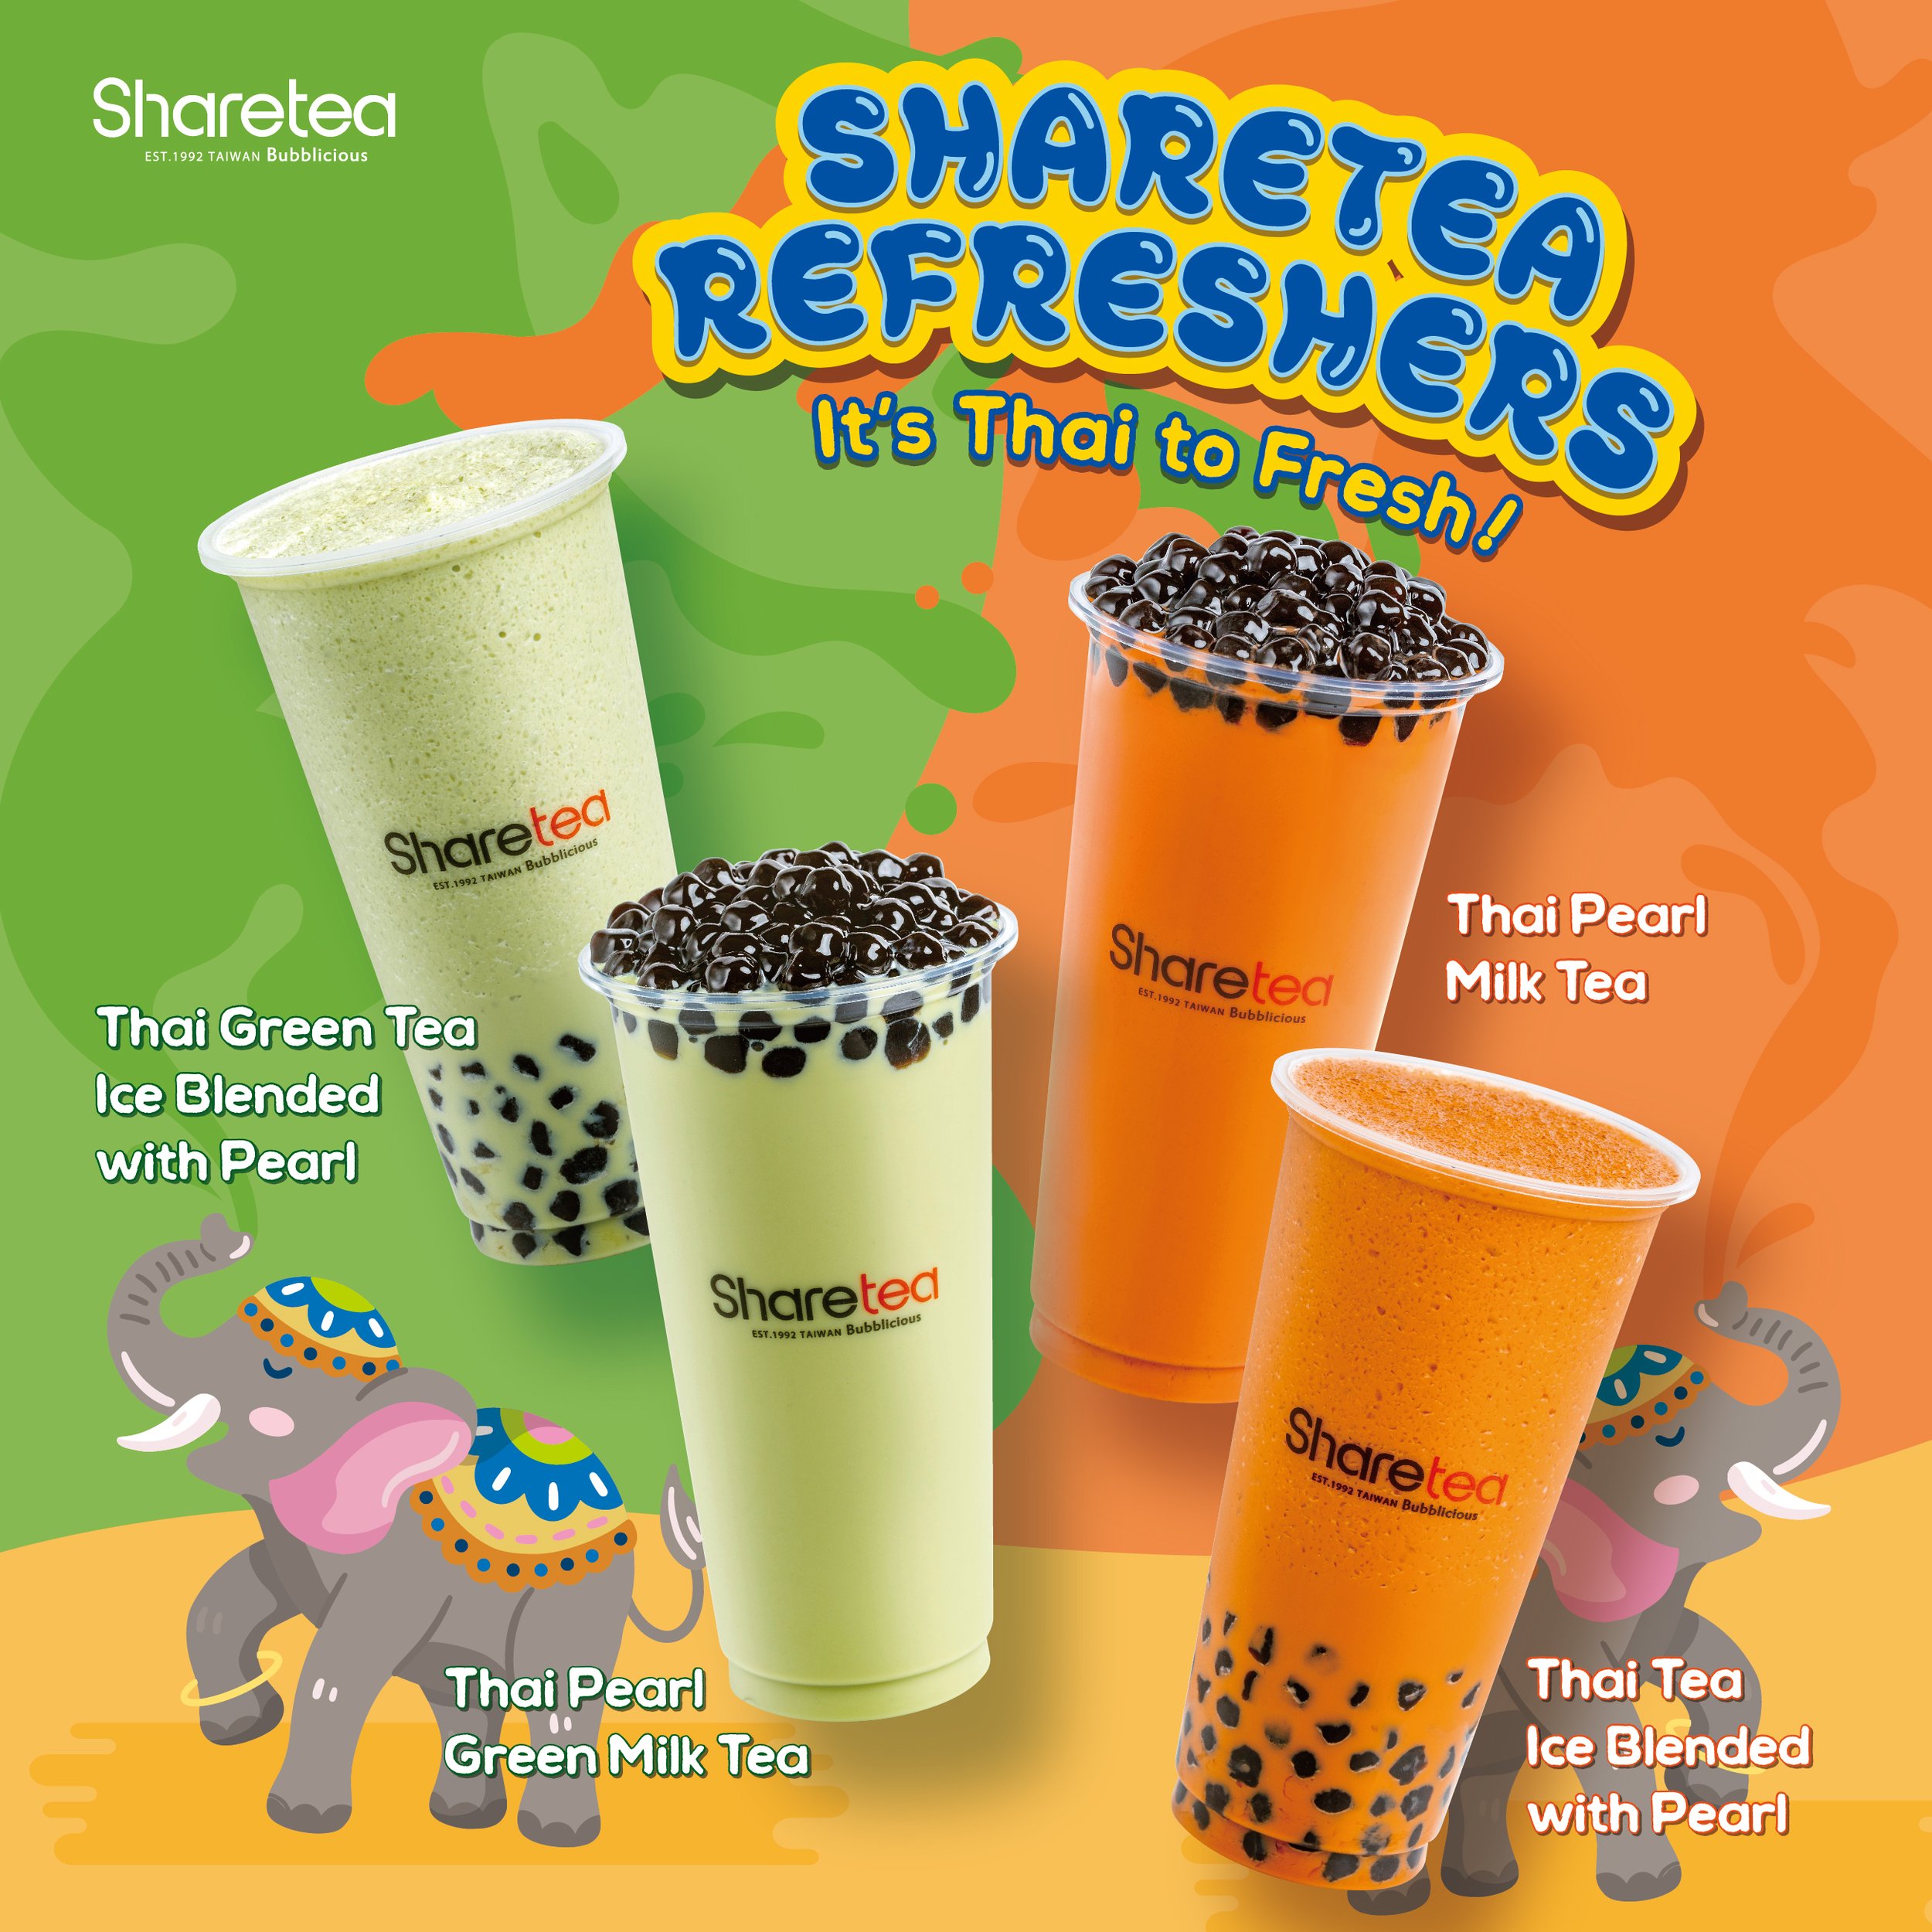 Sharetea
EST.1992 TAIWAN Bubblicious
SHARETEA
REFRESHERS
It's Thai to Fresh!
Sharetea
EST.1992 TAIWAN Bubblicious
Sharetea
EST.1992 TAIWAN Bubblicious
Thai Pearl
Milk Tea
Thai Green Tea
Ice Blended
with Pearl
Sharetea
EST.1992 TAIWAN Bubblicious
Sharetea
EST.1992 TAIWAN Bubblicious
Thai Pearl
Green Milk Tea
Thai Tea
Ice Blended
with Pearl